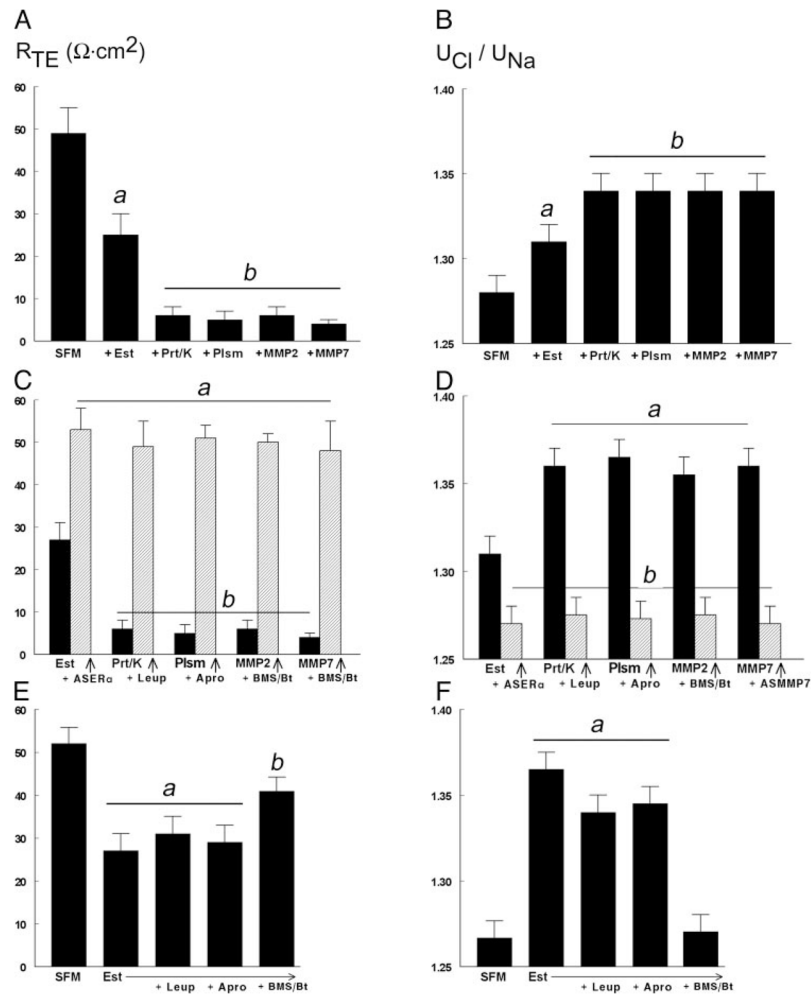 A
R_TE (Ω·cm²)
60
50
40
30
20
10
0
a
b
SFM +Est +Prt/K +Plsm +MMP2 +MMP7
B
U_Cl / U_Na
1.40
1.35
1.30
1.25
a
b
SFM +Est +Prt/K +Plsm +MMP2 +MMP7
C
60
50
40
30
20
10
0
a
b
Est Prt/K Plsm MMP2 MMP7
+ ASERα + Leup + Apro + BMS/Bt + BMS/Bt
D
1.40
1.35
1.30
1.25
a
b
Est Prt/K Plsm MMP2 MMP7
+ ASERα + Leup + Apro + BMS/Bt + ASMMP7
E
60
50
40
30
20
10
0
a
b
SFM Est
+ Leup + Apro + BMS/Bt
F
1.40
1.35
1.30
1.25
a
SFM Est
+ Leup + Apro + BMS/Bt